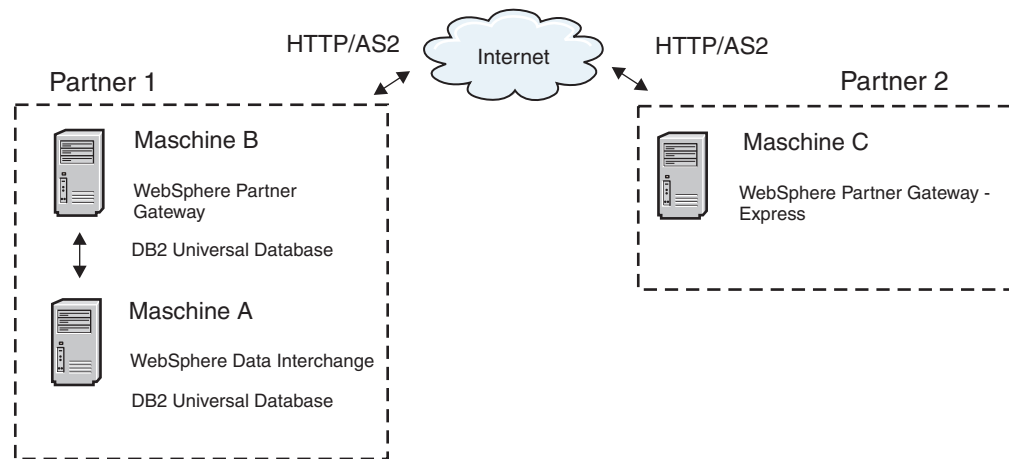 HTTP/AS2
Internet
HTTP/AS2
Partner 1
Partner 2
Maschine B
WebSphere Partner
Gateway
DB2 Universal Database
Maschine A
WebSphere Data Interchange
DB2 Universal Database
Maschine C
WebSphere Partner Gateway -
Express